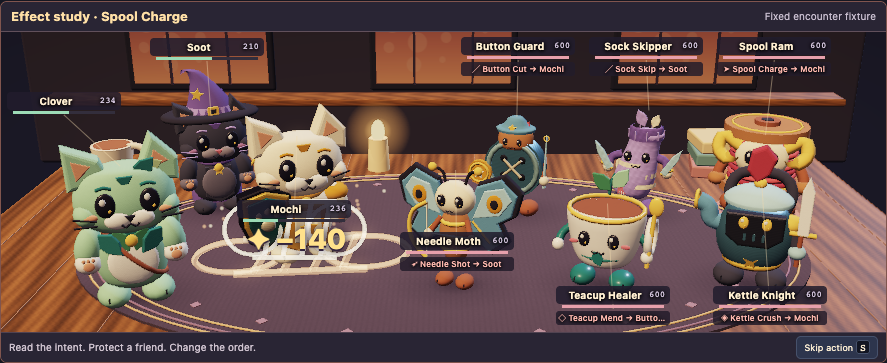 Effect study · Spool Charge
Fixed encounter fixture
Soot 210
Button Guard 600
⟋ Button Cut → Mochi
Sock Skipper 600
⟋ Sock Skip → Soot
Spool Ram 600
➤ Spool Charge → Mochi
Clover 234
Mochi 236
✦ −140
Needle Moth 600
➶ Needle Shot → Soot
Teacup Healer 600
◇ Teacup Mend → Butto…
Kettle Knight 600
◈ Kettle Crush → Mochi
Read the intent. Protect a friend. Change the order.
Skip action S